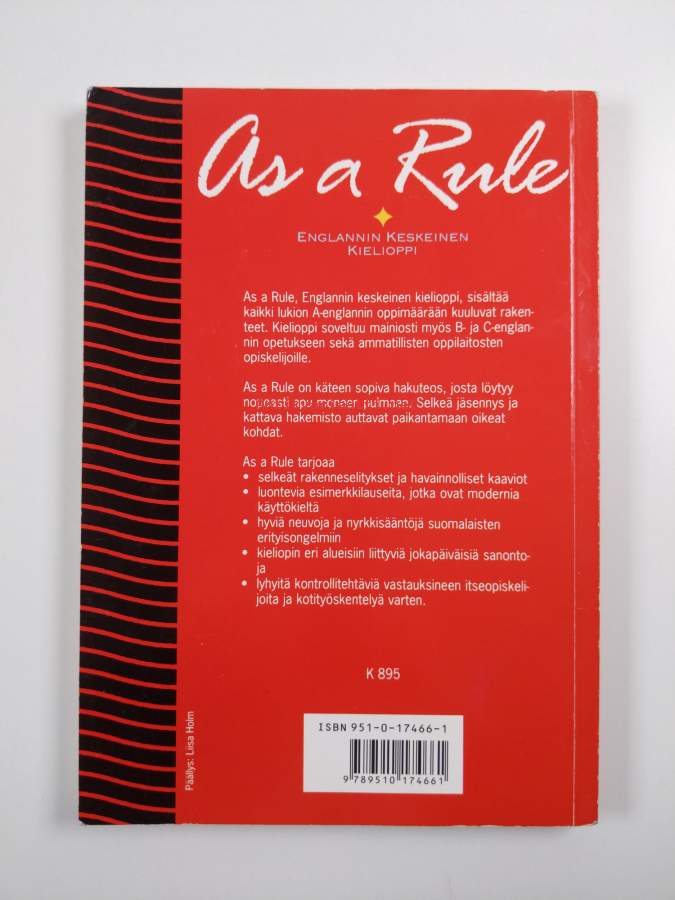 As a Rule
ENGLANNIN KESKEINEN
KIELIOPPI
As a Rule, Englannin keskeinen kielioppi, sisältää
kaikki lukion A-englannin oppimäärään kuuluvat raken-
teet. Kielioppi soveltuu mainiosti myös B- ja C-englan-
nin opetukseen sekä ammatillisten oppilaitosten
opiskelijoille.
As a Rule on käteen sopiva hakuteos, josta löytyy
nopeasti apu moneen pulmaan. Selkeä jäsennys ja
kattava hakemisto auttavat paikantamaan oikeat
kohdat.
As a Rule tarjoaa
• selkeät rakenneselitykset ja havainnolliset kaaviot
• luontevia esimerkkilauseita, jotka ovat modernia
käyttökieltä
• hyviä neuvoja ja nyrkkisääntöjä suomalaisten
erityisongelmiin
• kieliopin eri alueisiin liittyviä jokapäiväisiä sanonto-
ja
• lyhyitä kontrollitehtäviä vastauksineen itseopiskeli-
joita ja kotityöskentelyä varten.
K 895
Päällys: Liisa Holm
ISBN 951-0-17466-1
9 789510 174661